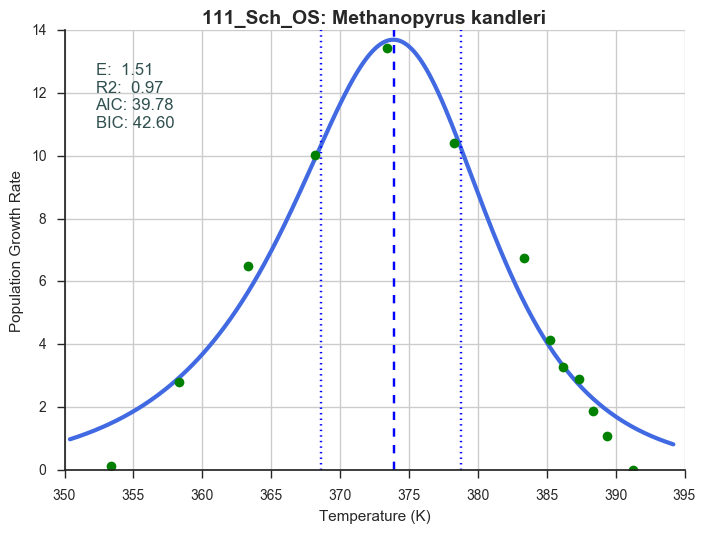 111_Sch_OS: Methanopyrus kandleri
E:  1.51
R2:  0.97
AIC: 39.78
BIC: 42.60
Population Growth Rate
14
12
10
8
6
4
2
0
350 355 360 365 370 375 380 385 390 395
Temperature (K)